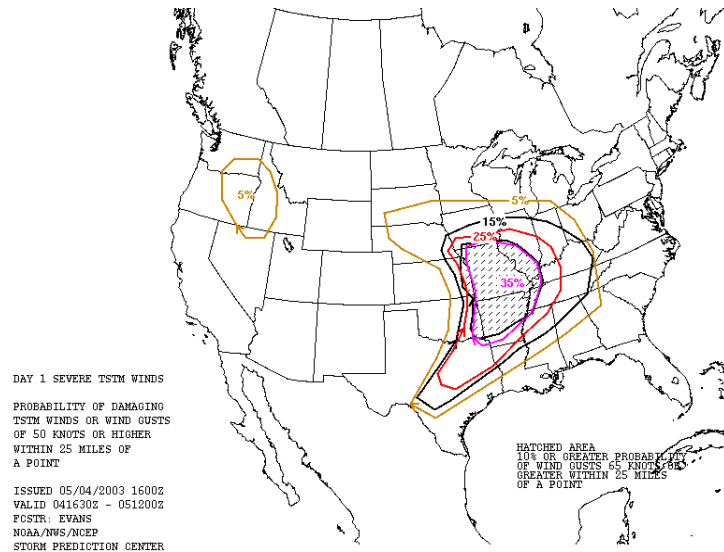 5%
5%
15%
25%
35%
DAY 1 SEVERE TSTM WINDS
PROBABILITY OF DAMAGING
TSTM WINDS OR WIND GUSTS
OF 50 KNOTS OR HIGHER
WITHIN 25 MILES OF
A POINT
HATCHED AREA
10% OR GREATER PROBABILITY
OF WIND GUSTS 65 KNOTS OR
GREATER WITHIN 25 MILES
OF A POINT
ISSUED 05/04/2003 1600Z
VALID 041630Z - 051200Z
FCSTR: EVANS
NOAA/NWS/NCEP
STORM PREDICTION CENTER